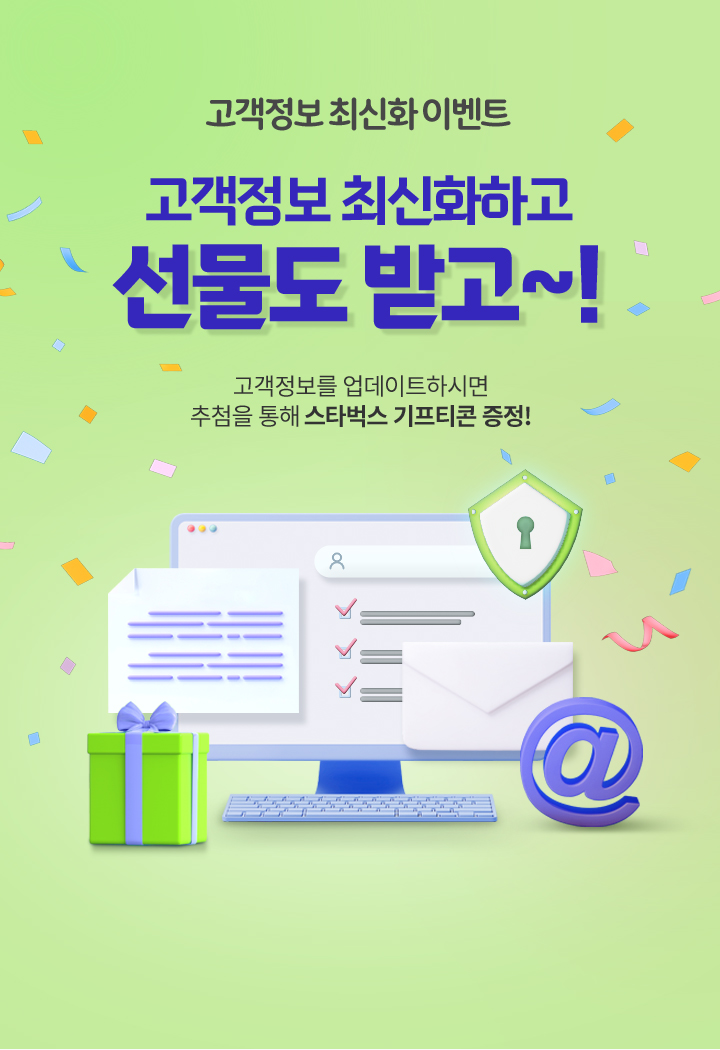 고객정보 최신화 이벤트
고객정보 최신화하고
선물도 받고~!
고객정보를 업데이트하시면
추첨을 통해 스타벅스 기프티콘 증정!
@